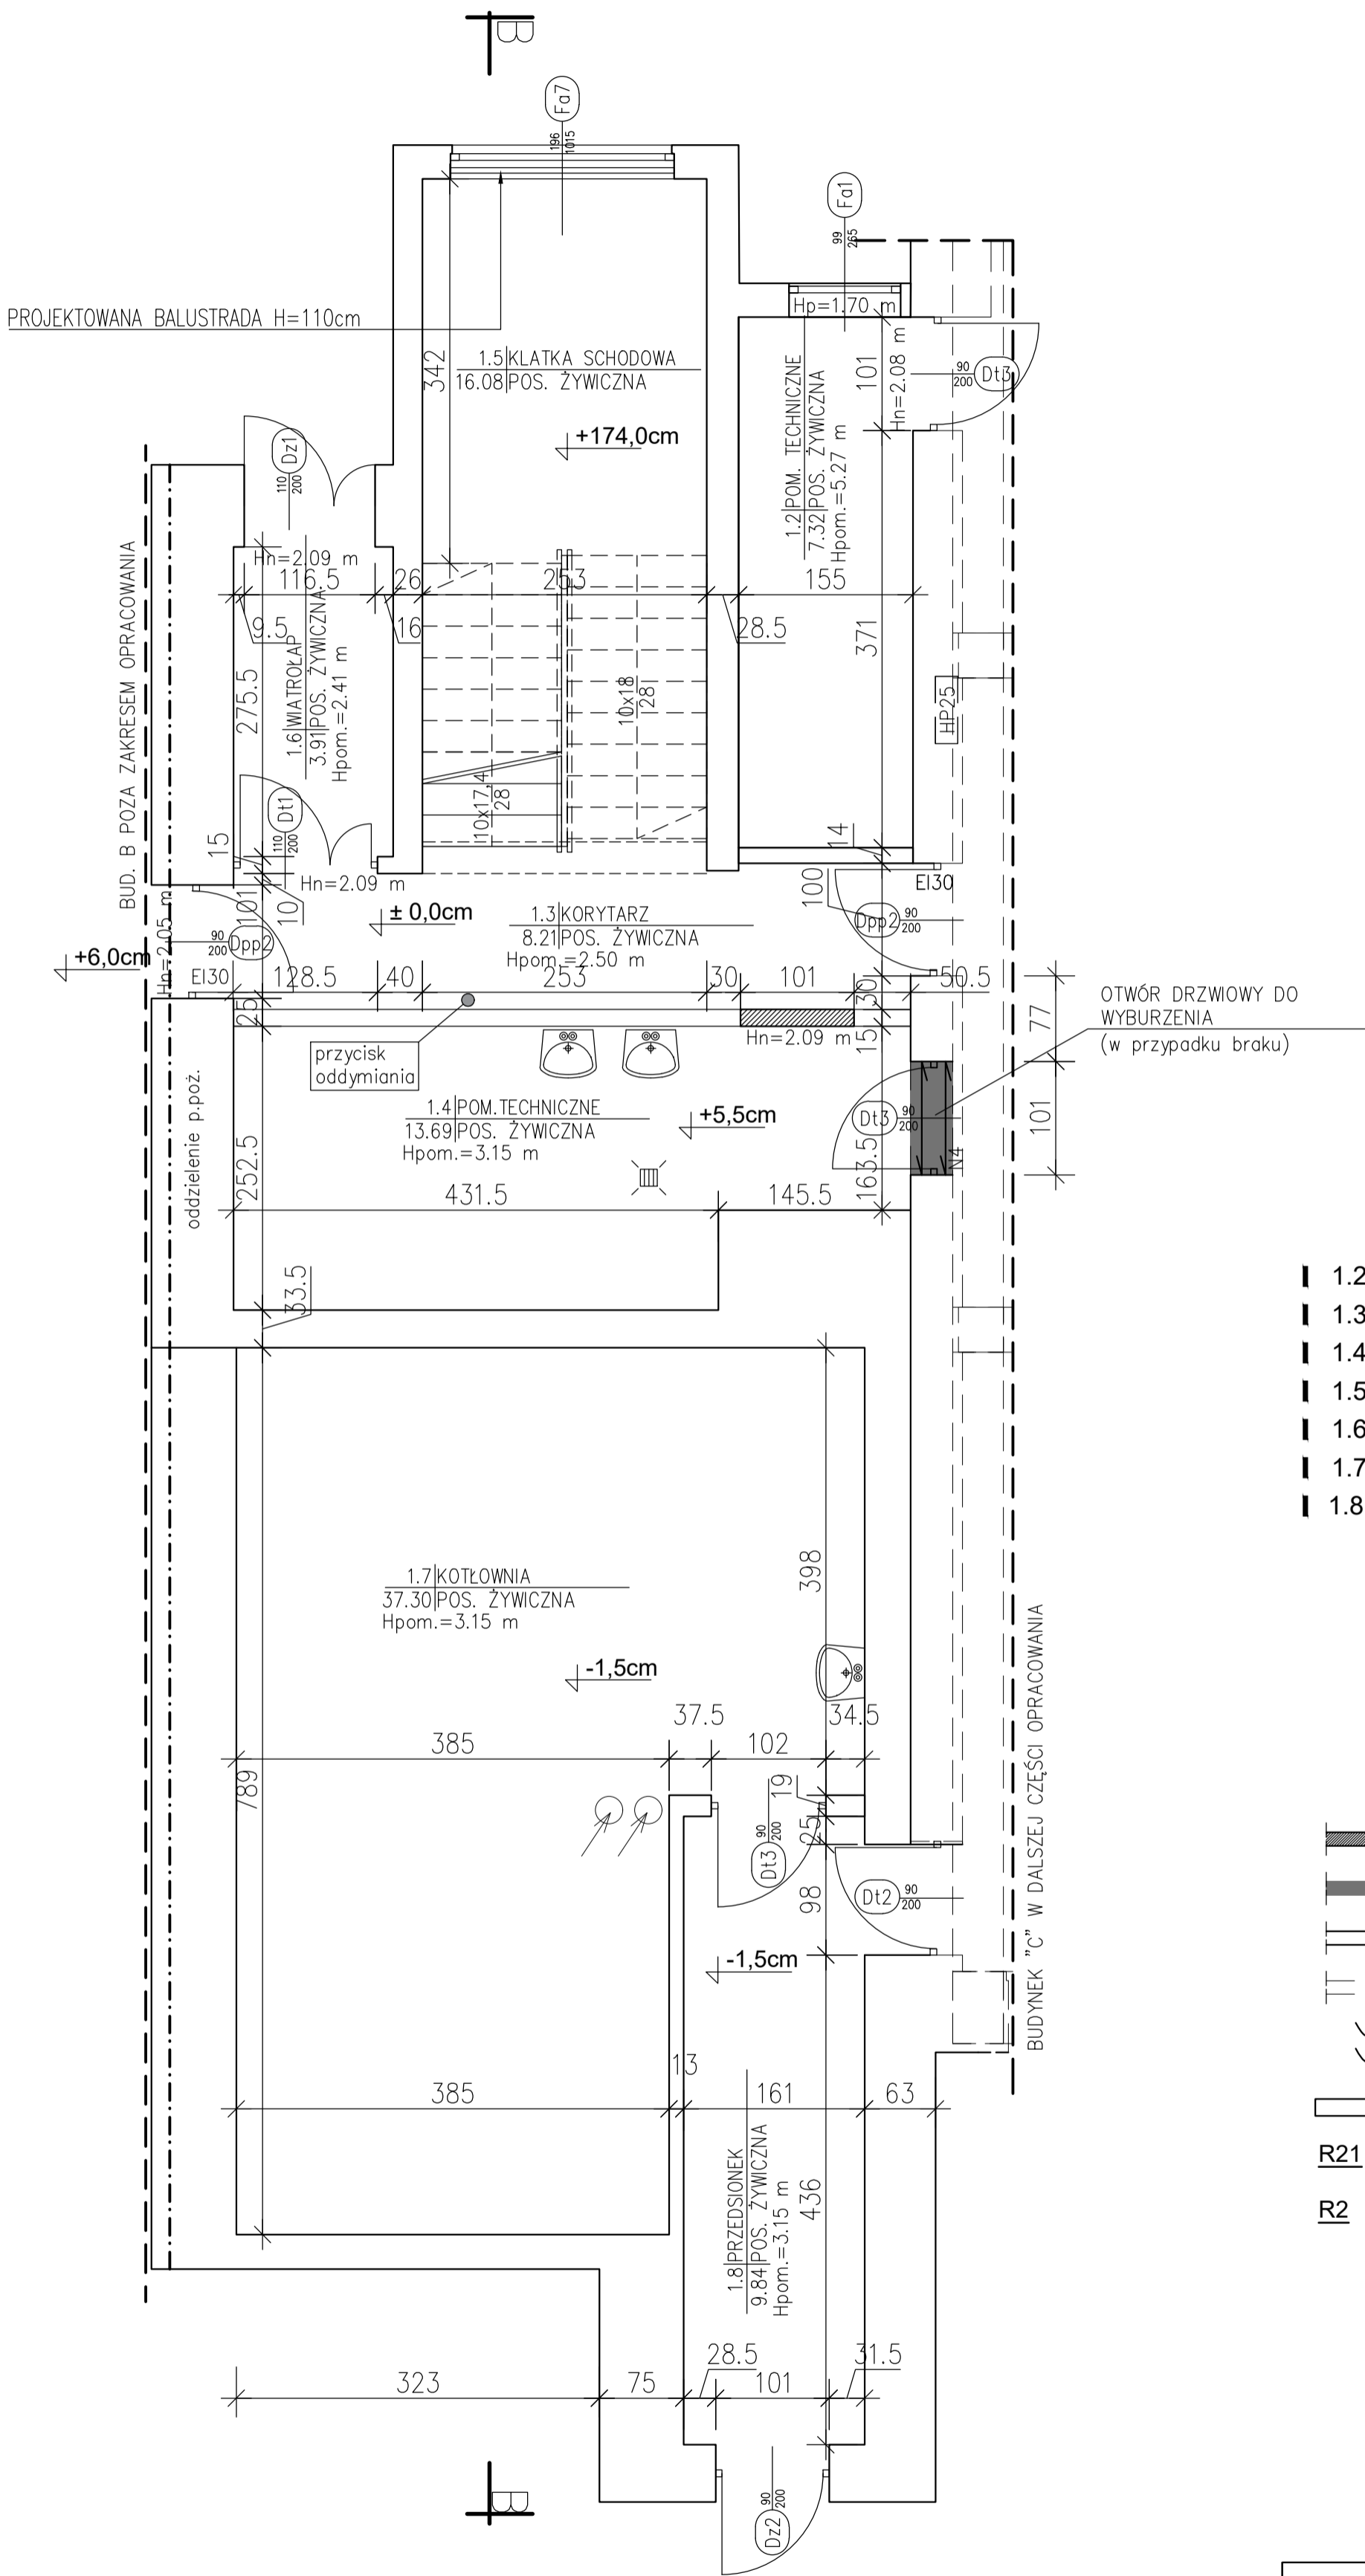 B
Fa7
196
1015
Fa1
99
265
Hp=1.70 m
PROJEKTOWANA BALUSTRADA H=110cm
342
1.5 KLATKA SCHODOWA
16.08 POS. ŻYWICZNA
+174,0cm
1.2 POM. TECHNICZNE
7.32 POS. ŻYWICZNA
Hpom.=5.27 m
101
Hn=2.08 m
90
200
Dt3
Dz1
110
200
Hn=2.09 m
116.5
26
253
155
9.5
16
28.5
BUD. B POZA ZAKRESEM OPRACOWANIA
275.5
1.6 WIATROŁAP
3.91 POS. ŻYWICZNA
Hpom.=2.41 m
371
HP25
10x18
28
10x17,4
28
Dt1
110
200
15
14
Hn=2.09 m
101
10
100
EI30
± 0,0cm
1.3 KORYTARZ
8.21 POS. ŻYWICZNA
Hpom.=2.50 m
Dpp2
90
200
+6,0cm
Hn=2.05 m
90
200
Dpp2
EI30
128.5
40
253
30
101
30
50.5
25
15
77
OTWÓR DRZWIOWY DO
WYBURZENIA
(w przypadku braku)
Hn=2.09 m
przycisk
oddymiania
oddzielenie p.poż.
1.4 POM.TECHNICZNE
13.69 POS. ŻYWICZNA
Hpom.=3.15 m
+5,5cm
Dt3
90
200
N4
101
252.5
163.5
431.5
145.5
33.5
1.2
1.3
1.4
1.5
1.6
1.7
1.8
1.7 KOTŁOWNIA
37.30 POS. ŻYWICZNA
Hpom.=3.15 m
398
-1,5cm
37.5
34.5
385
102
789
19
25
90
200
Dt3
98
Dt2
90
200
-1,5cm
BUDYNEK "C" W DALSZEJ CZĘŚCI OPRACOWANIA
13
385
161
63
1.8 PRZEDSIONEK
9.84 POS. ŻYWICZNA
Hpom.=3.15 m
436
R21
R2
28.5
31.5
323
75
101
B
90
200
Dz2